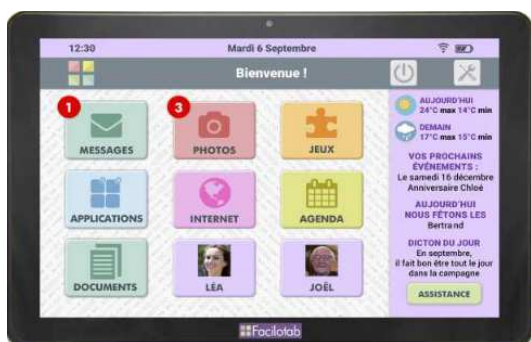 12:30
Mardi 6 Septembre
Bienvenue !
1
MESSAGES
3
PHOTOS
JEUX
APPLICATIONS
INTERNET
AGENDA
DOCUMENTS
LÉA
JOËL
AUJOURD'HUI
24°C max 14°C min
DEMAIN
17°C max 15°C min
VOS PROCHAINS
ÉVÉNEMENTS :
Le samedi 16 décembre
Anniversaire Chloé
AUJOURD'HUI
NOUS FÊTONS LES
Bertrand
DICTON DU JOUR
En septembre,
il fait bon être tout le jour
dans la campagne
ASSISTANCE
Facilotab